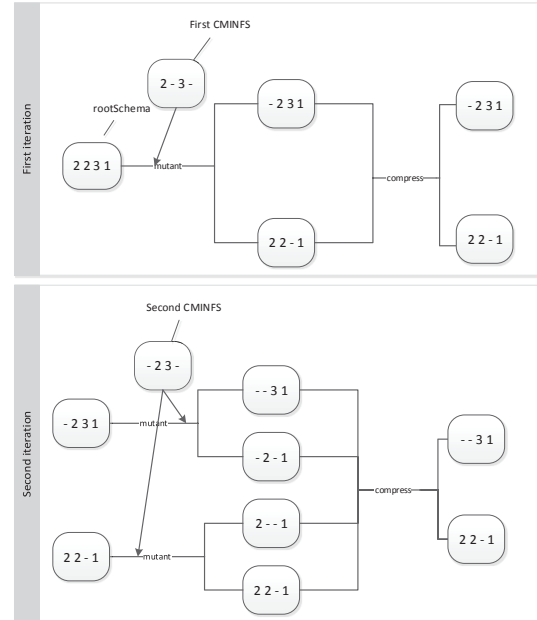 First CMINFS
2 - 3 -
rootSchema
2 2 3 1
mutant
- 2 3 1
2 2 - 1
compress
- 2 3 1
2 2 - 1
First iteration
Second CMINFS
- 2 3 -
- 2 3 1
mutant
- - 3 1
- 2 - 1
2 2 - 1
mutant
2 - - 1
2 2 - 1
compress
- - 3 1
2 2 - 1
Second iteration